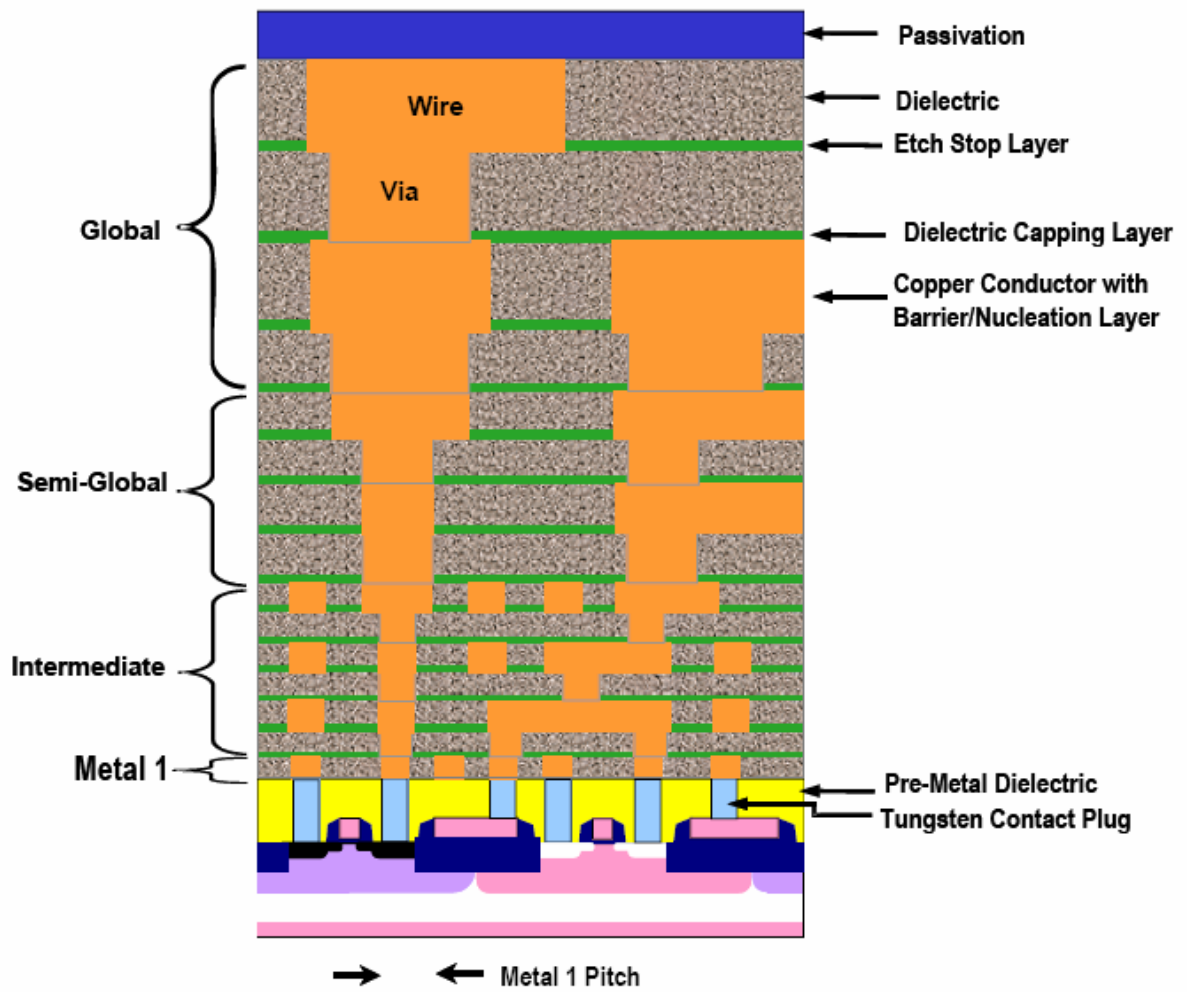 Passivation
Wire
Dielectric
Etch Stop Layer
Via
Global
Dielectric Capping Layer
Copper Conductor with
Barrier/Nucleation Layer
Semi-Global
Intermediate
Metal 1
Pre-Metal Dielectric
Tungsten Contact Plug
Metal 1 Pitch